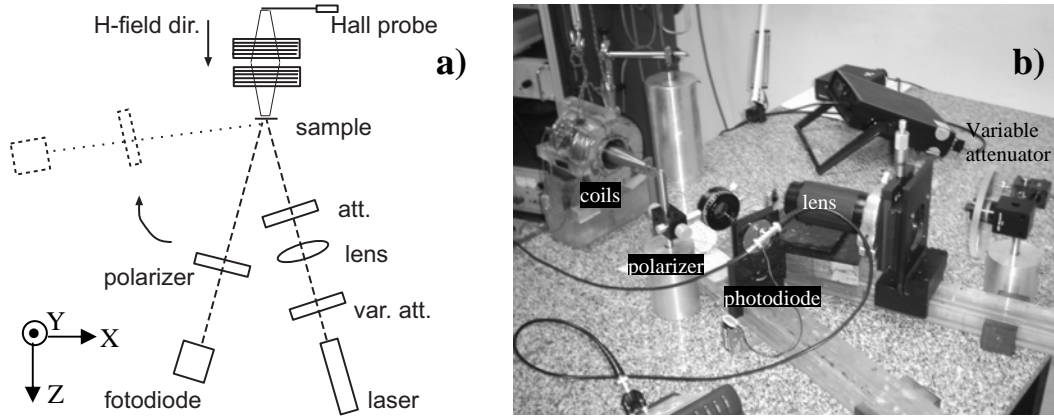 H-field dir.
Hall probe
a)
sample
att.
lens
polarizer
var. att.
Y
X
Z
fotodiode
laser
b)
Variable
attenuator
coils
lens
polarizer
photodiode